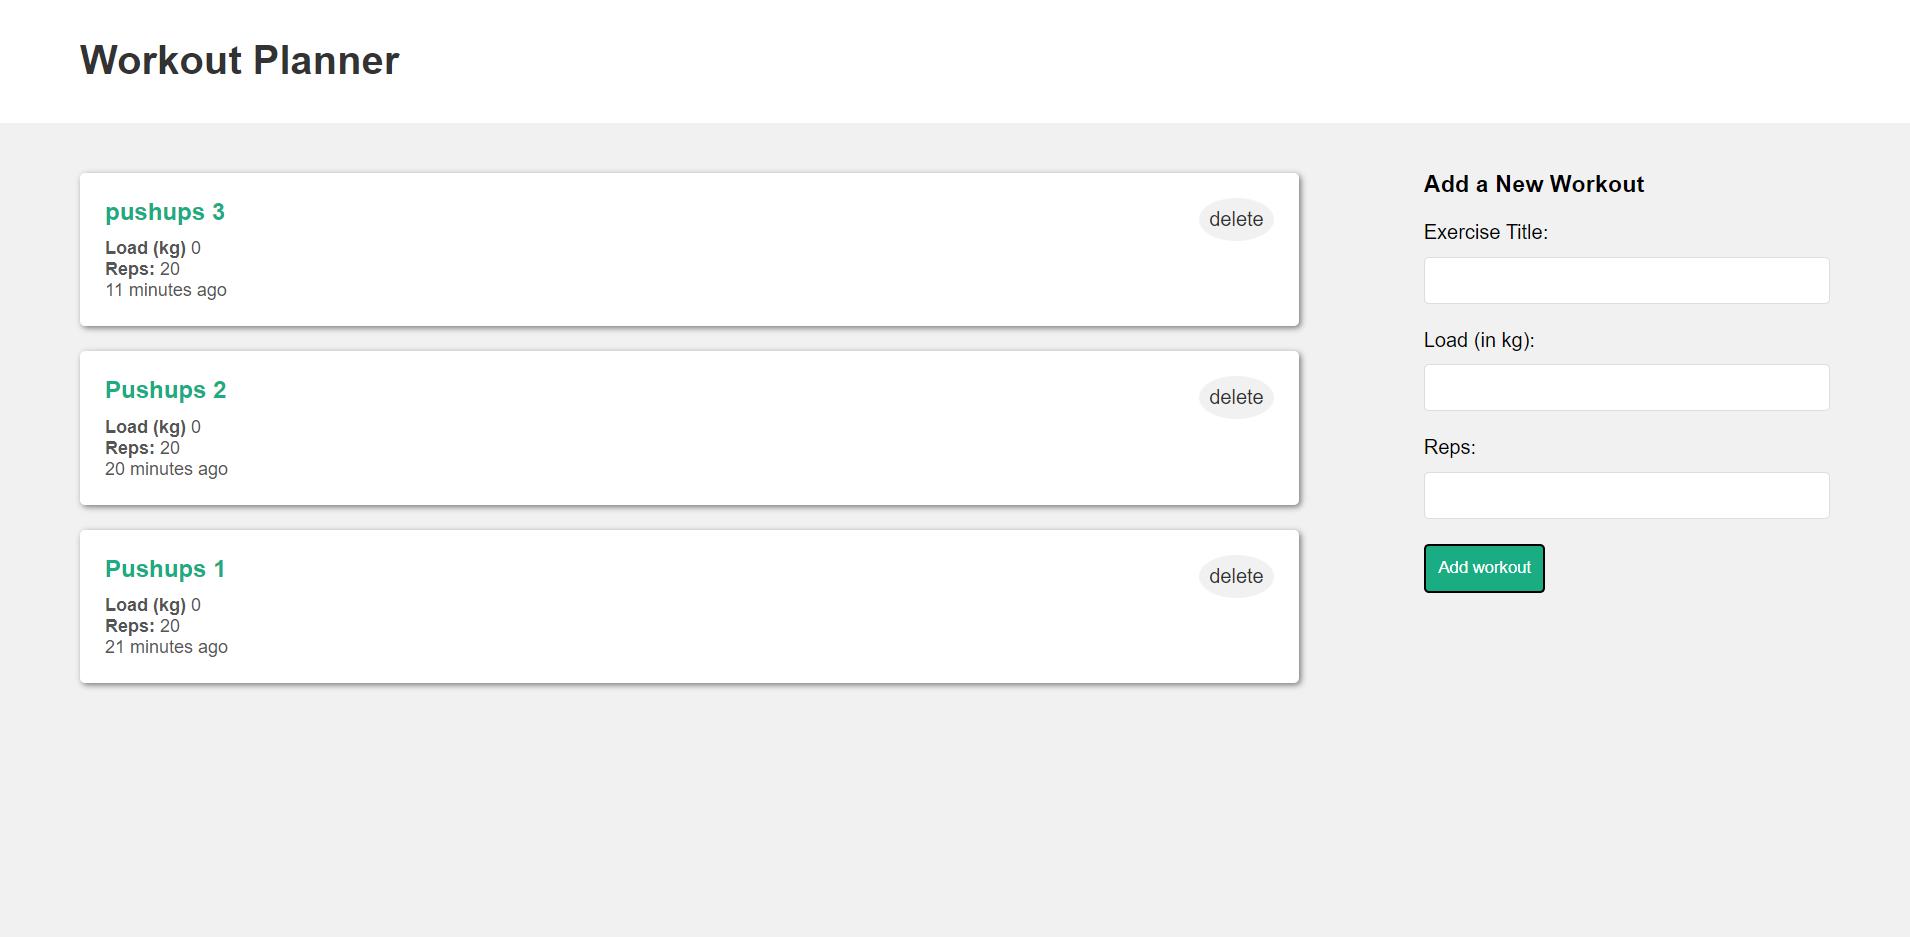 Workout Planner
pushups 3
delete
Load (kg) 0
Reps: 20
11 minutes ago
Pushups 2
delete
Load (kg) 0
Reps: 20
20 minutes ago
Pushups 1
delete
Load (kg) 0
Reps: 20
21 minutes ago
Add a New Workout
Exercise Title:
Load (in kg):
Reps:
Add workout